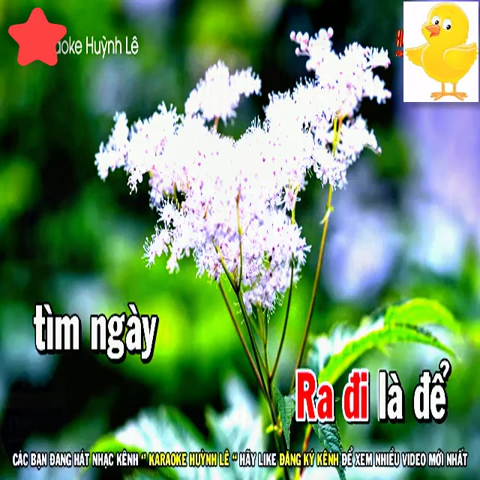 aoke Huỳnh Lê
tìm ngày
Ra đi là để
CÁC BẠN ĐANG HÁT NHẠC KÊNH " KARAOKE HUỲNH LÊ " HÃY LIKE ĐĂNG KÝ KÊNH ĐỂ XEM NHIỀU VIDEO MỚI NHẤT